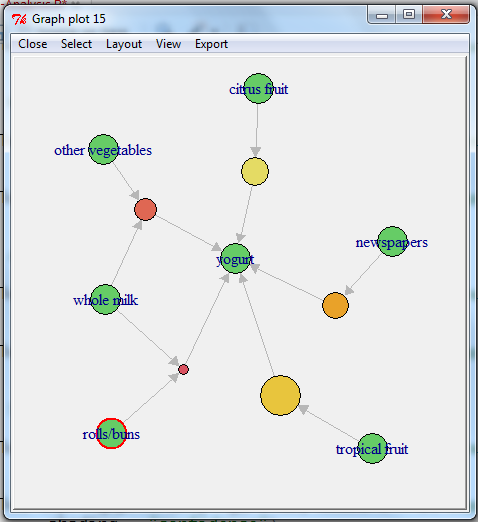 Graph plot 15
Close Select Layout View Export
citrus fruit
other vegetables
newspapers
yogurt
whole milk
rolls/buns
tropical fruit